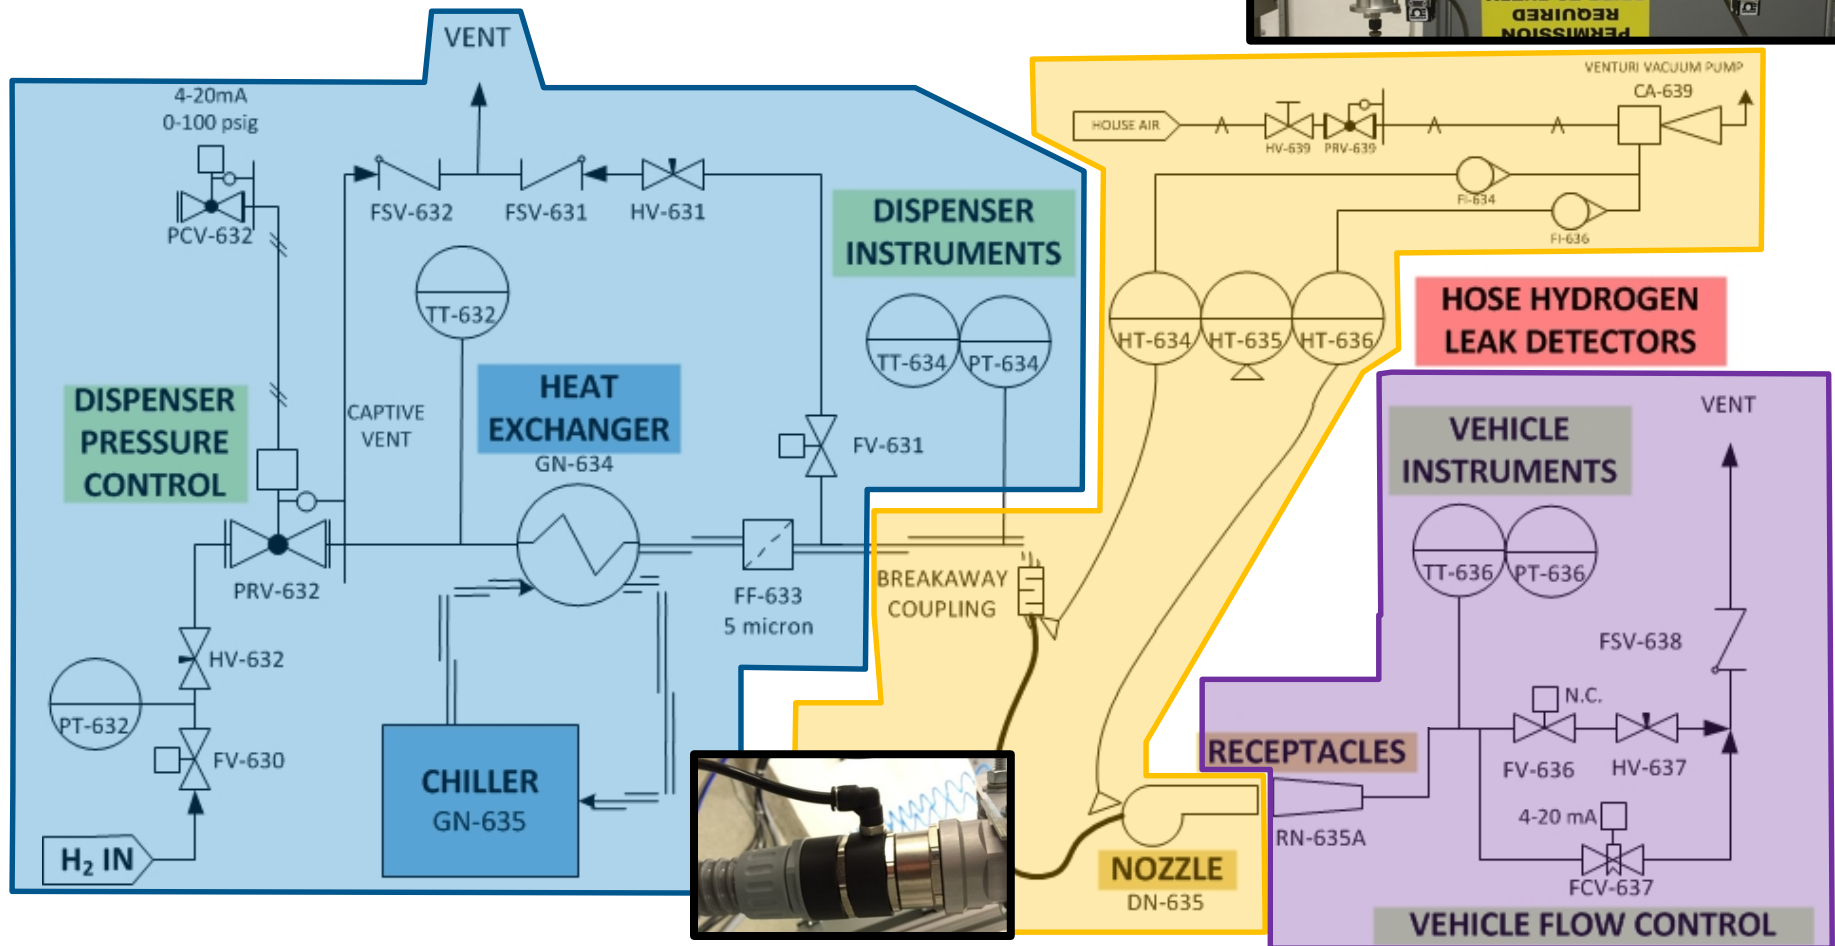 VENT
4-20mA
0-100 psig
PCV-632
FSV-632
FSV-631
HV-631
TT-632
DISPENSER
INSTRUMENTS
TT-634
PT-634
DISPENSER
PRESSURE
CONTROL
CAPTIVE
VENT
HEAT
EXCHANGER
GN-634
FV-631
PRV-632
FF-633
5 micron
HV-632
PT-632
FV-630
H₂ IN
CHILLER
GN-635
PERMISSION
REQUIRED
VENTURI VACUUM PUMP
CA-639
HOUSE AIR
HV-639
PRV-639
FI-634
FI-636
HT-634
HT-635
HT-636
HOSE HYDROGEN
LEAK DETECTORS
BREAKAWAY
COUPLING
NOZZLE
DN-635
VEHICLE
INSTRUMENTS
VENT
TT-636
PT-636
FSV-638
N.C.
RECEPTACLES
FV-636
HV-637
RN-635A
4-20 mA
FCV-637
VEHICLE FLOW CONTROL